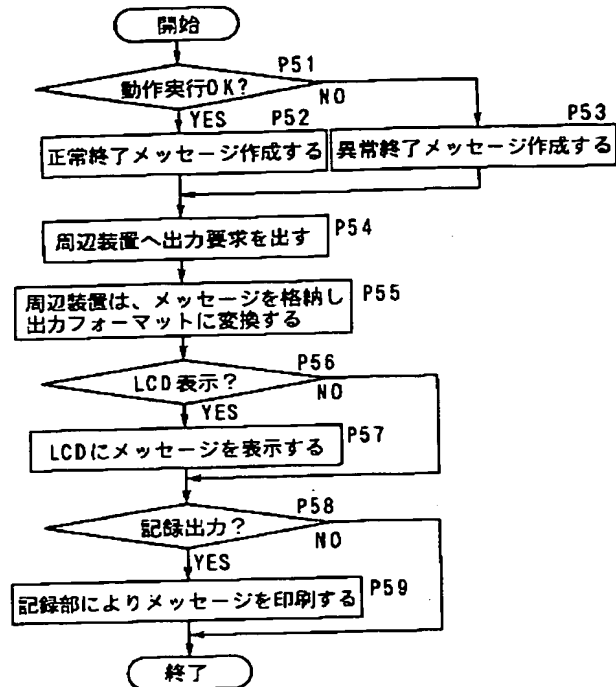 開始
P51
動作実行OK?
NO
YES
P52
P53
正常終了メッセージ作成する
異常終了メッセージ作成する
周辺装置へ出力要求を出す
P54
周辺装置は、メッセージを格納し
出力フォーマットに変換する
P55
P56
LCD表示?
NO
YES
P57
LCDにメッセージを表示する
P58
記録出力?
NO
YES
P59
記録部によりメッセージを印刷する
終了